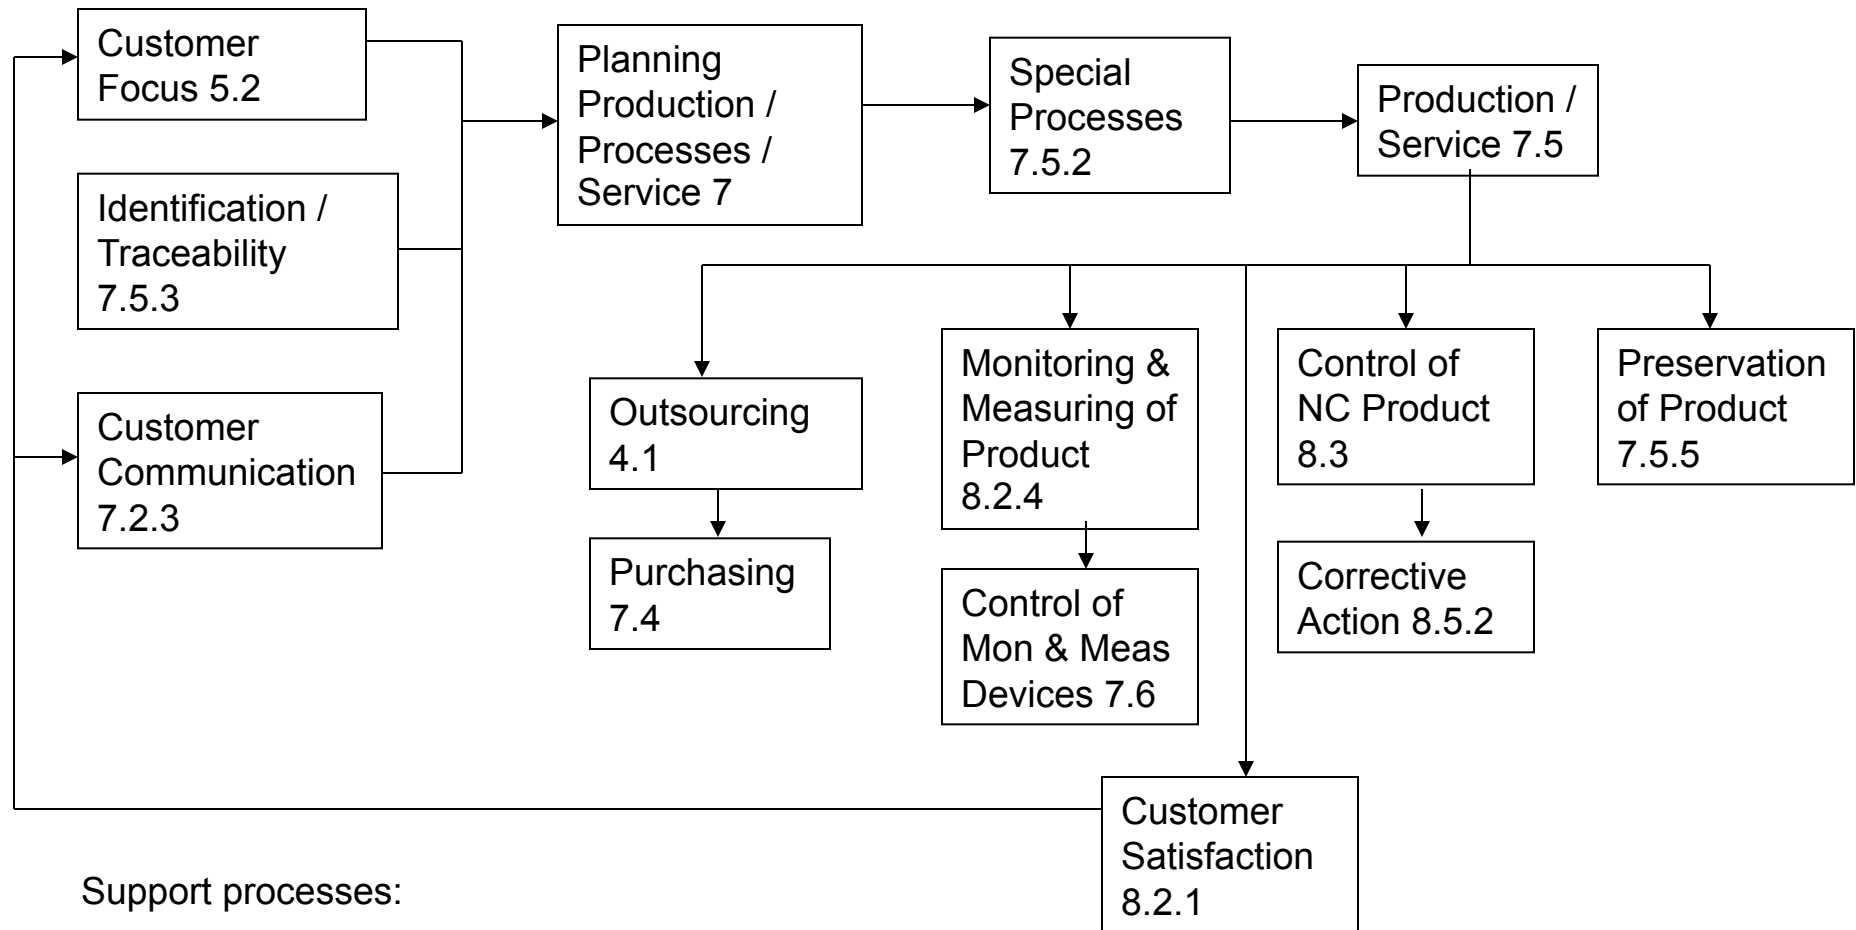 Customer
Focus 5.2
Planning
Production /
Processes /
Service 7
Special
Processes
7.5.2
Production /
Service 7.5
Identification /
Traceability
7.5.3
Customer
Communication
7.2.3
Outsourcing
4.1
Purchasing
7.4
Monitoring &
Measuring of
Product
8.2.4
Control of
Mon & Meas
Devices 7.6
Control of
NC Product
8.3
Corrective
Action 8.5.2
Preservation
of Product
7.5.5
Customer
Satisfaction
8.2.1
Support processes: